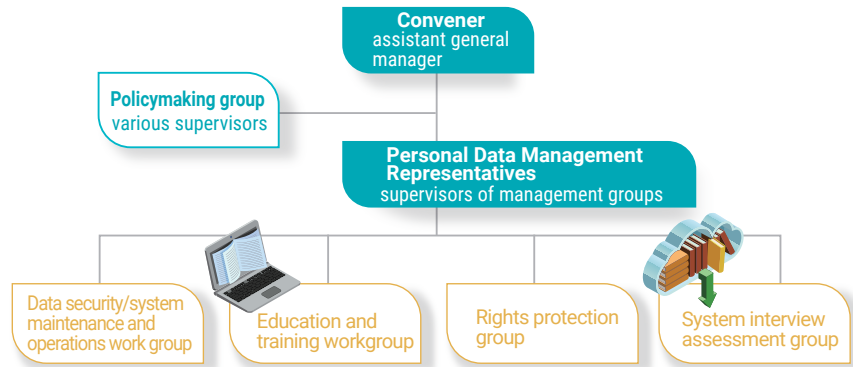 Convener
assistant general
manager
Policymaking group
various supervisors
Personal Data Management
Representatives
supervisors of management groups
Data security/system
maintenance and
operations work group
Education and
training workgroup
Rights protection
group
System interview
assessment group